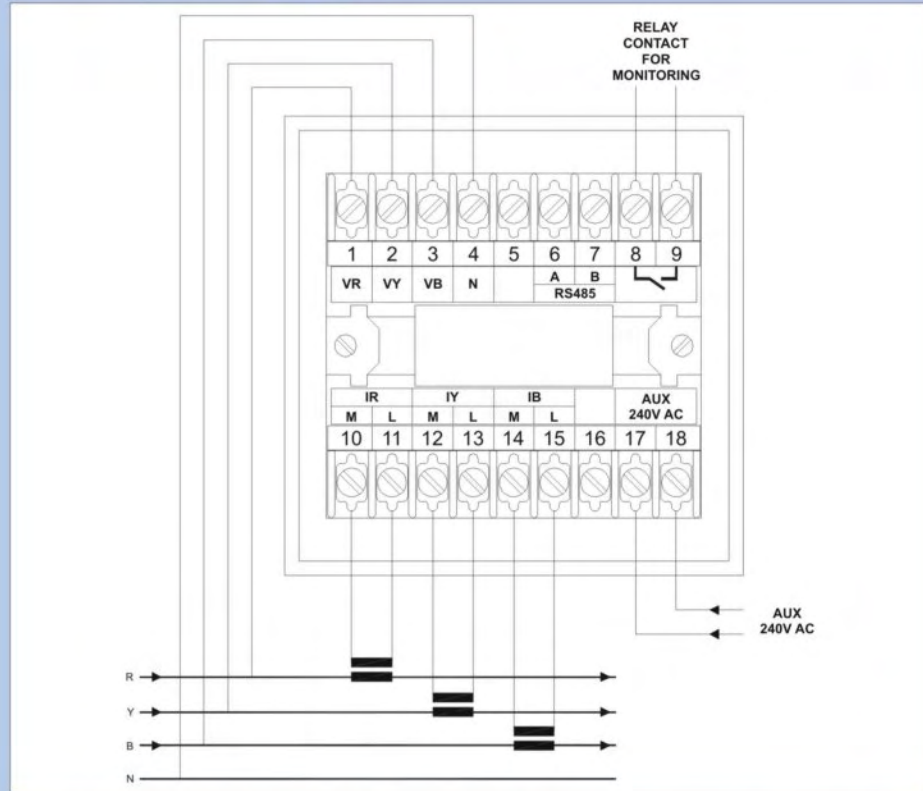 RELAY
CONTACT
FOR
MONITORING
1 2 3 4 5 6 7 8 9
VR VY VB N A B
RS485
IR IY IB AUX
240V AC
M L M L M L
10 11 12 13 14 15 16 17 18
AUX
240V AC
R
Y
B
N